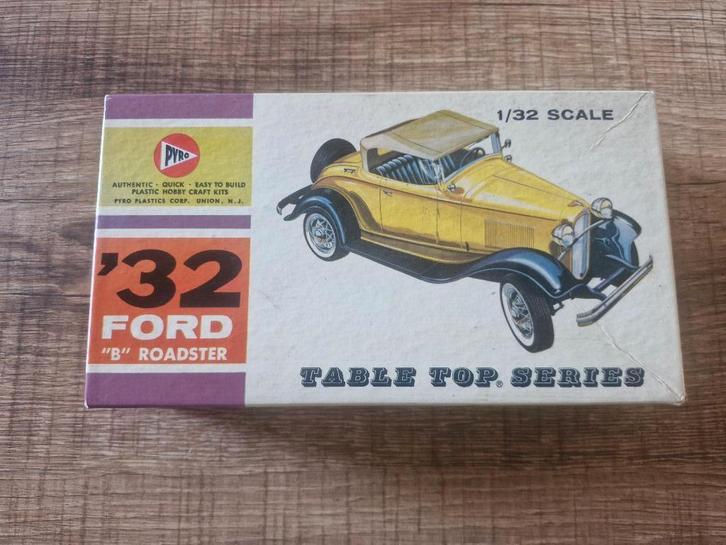 PYRO
AUTHENTIC · QUICK · EASY TO BUILD
PLASTIC HOBBY CRAFT KITS
PYRO PLASTICS CORP. UNION, N. J.
'32
FORD
"B" ROADSTER
1/32 SCALE
TABLE TOP® SERIES